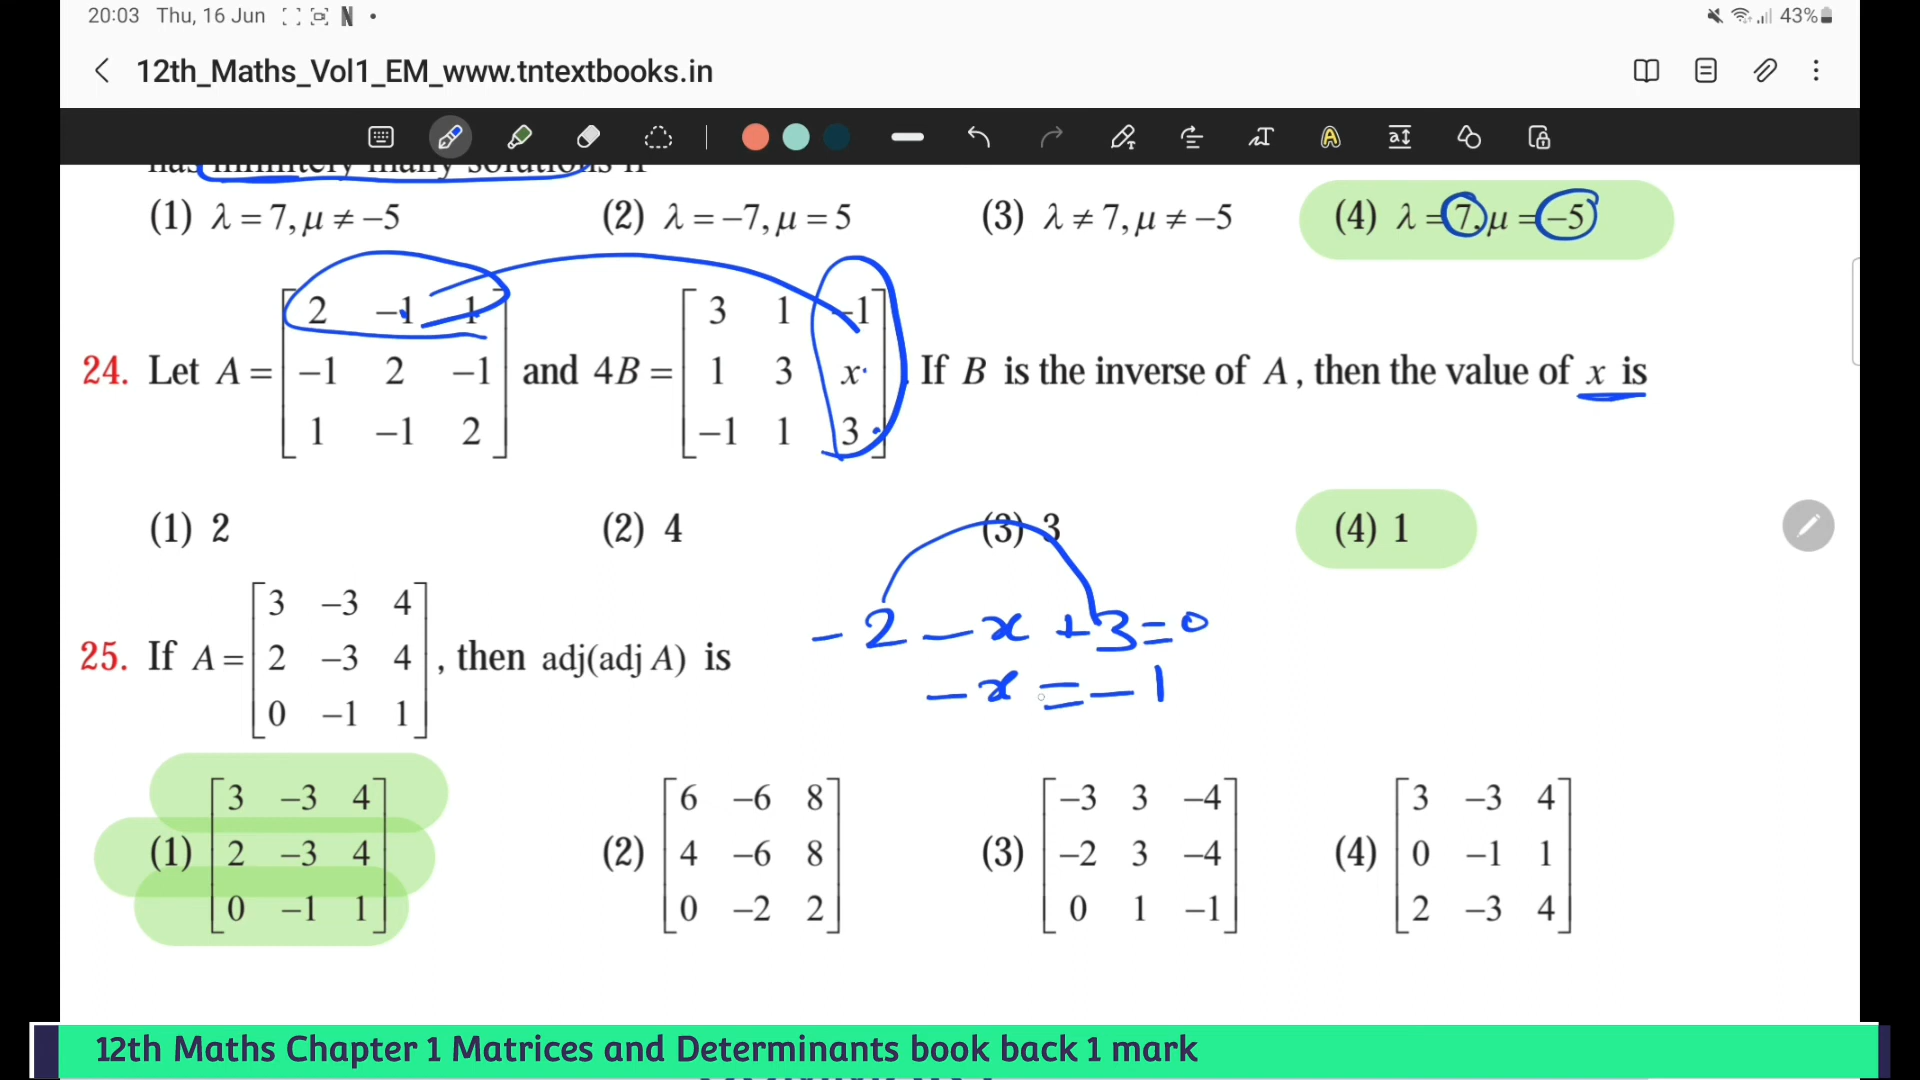 20:03 Thu, 16 Jun N • 43%
12th_Maths_Vol1_EM_www.tntextbooks.in
has infinitely many solutions if
(1) λ = 7, μ ≠ −5 (2) λ = −7, μ = 5 (3) λ ≠ 7, μ ≠ −5 (4) λ = 7, μ = −5
2 −1 1 3 1 −1
24. Let A = −1 2 −1 and 4B = 1 3 x . If B is the inverse of A, then the value of x is
1 −1 2 −1 1 3
(1) 2 (2) 4 (3) 3 (4) 1
3 −3 4
25. If A = 2 −3 4 , then adj(adj A) is
0 −1 1
−2 −x +3=0
−x = −1
3 −3 4 6 −6 8 −3 3 −4 3 −3 4
(1) 2 −3 4 (2) 4 −6 8 (3) −2 3 −4 (4) 0 −1 1
0 −1 1 0 −2 2 0 1 −1 2 −3 4
12th Maths Chapter 1 Matrices and Determinants book back 1 mark